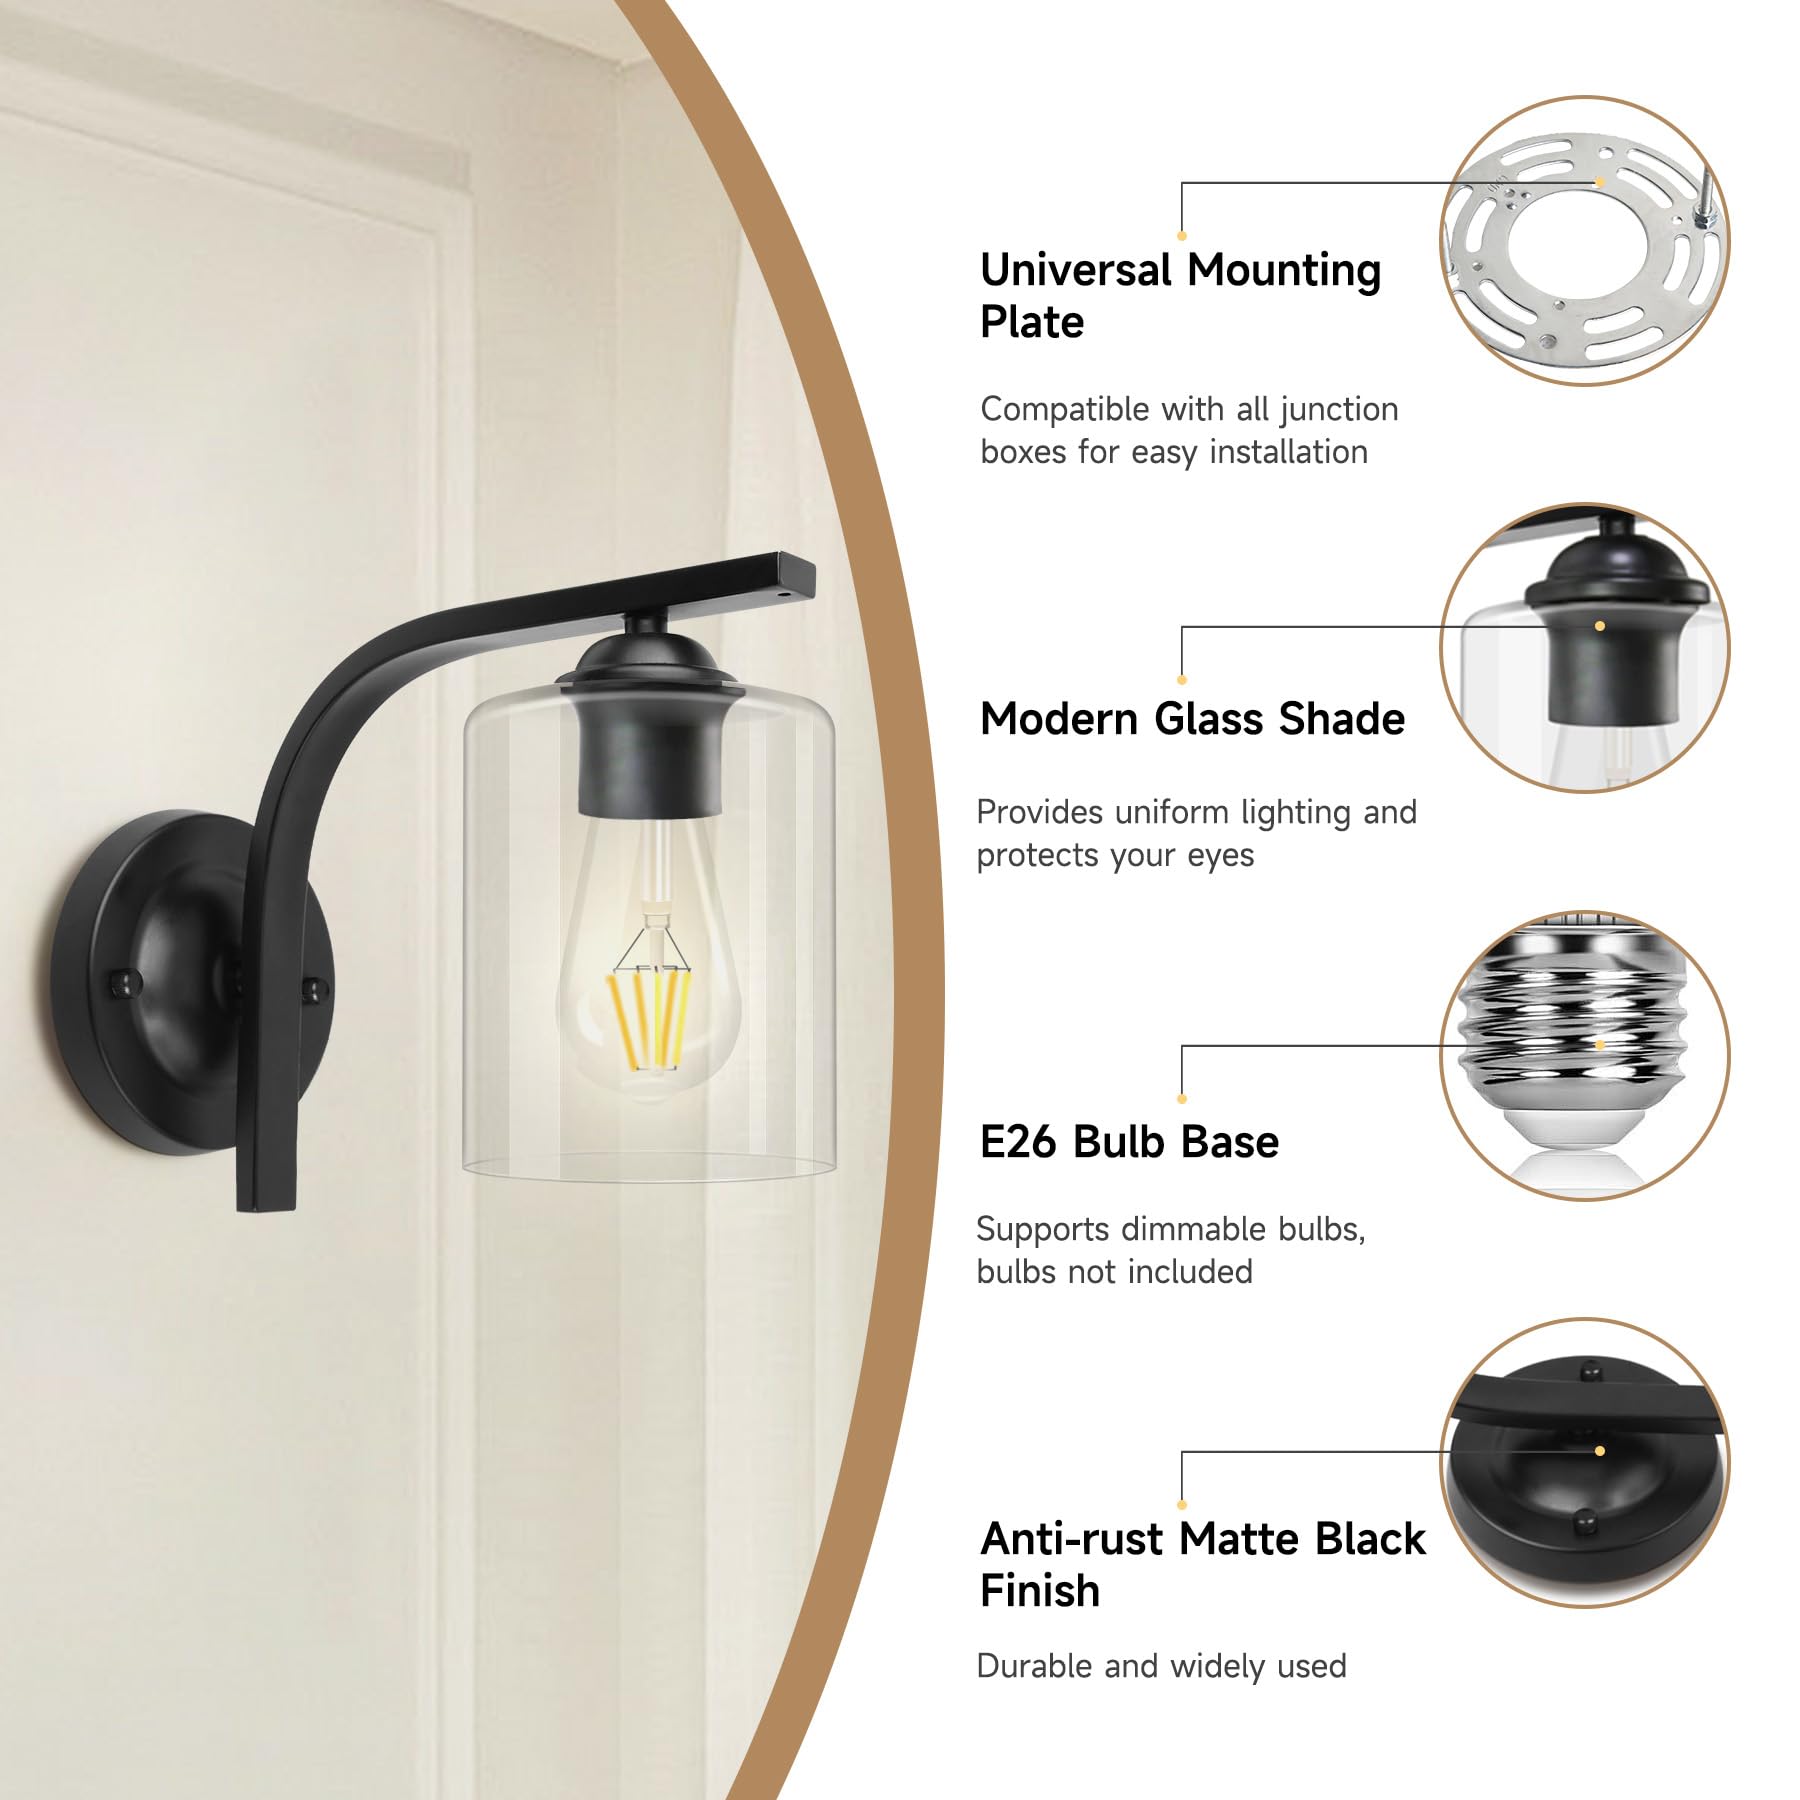 Universal Mounting
Plate
Compatible with all junction
boxes for easy installation
Modern Glass Shade
Provides uniform lighting and
protects your eyes
E26 Bulb Base
Supports dimmable bulbs,
bulbs not included
Anti-rust Matte Black
Finish
Durable and widely used